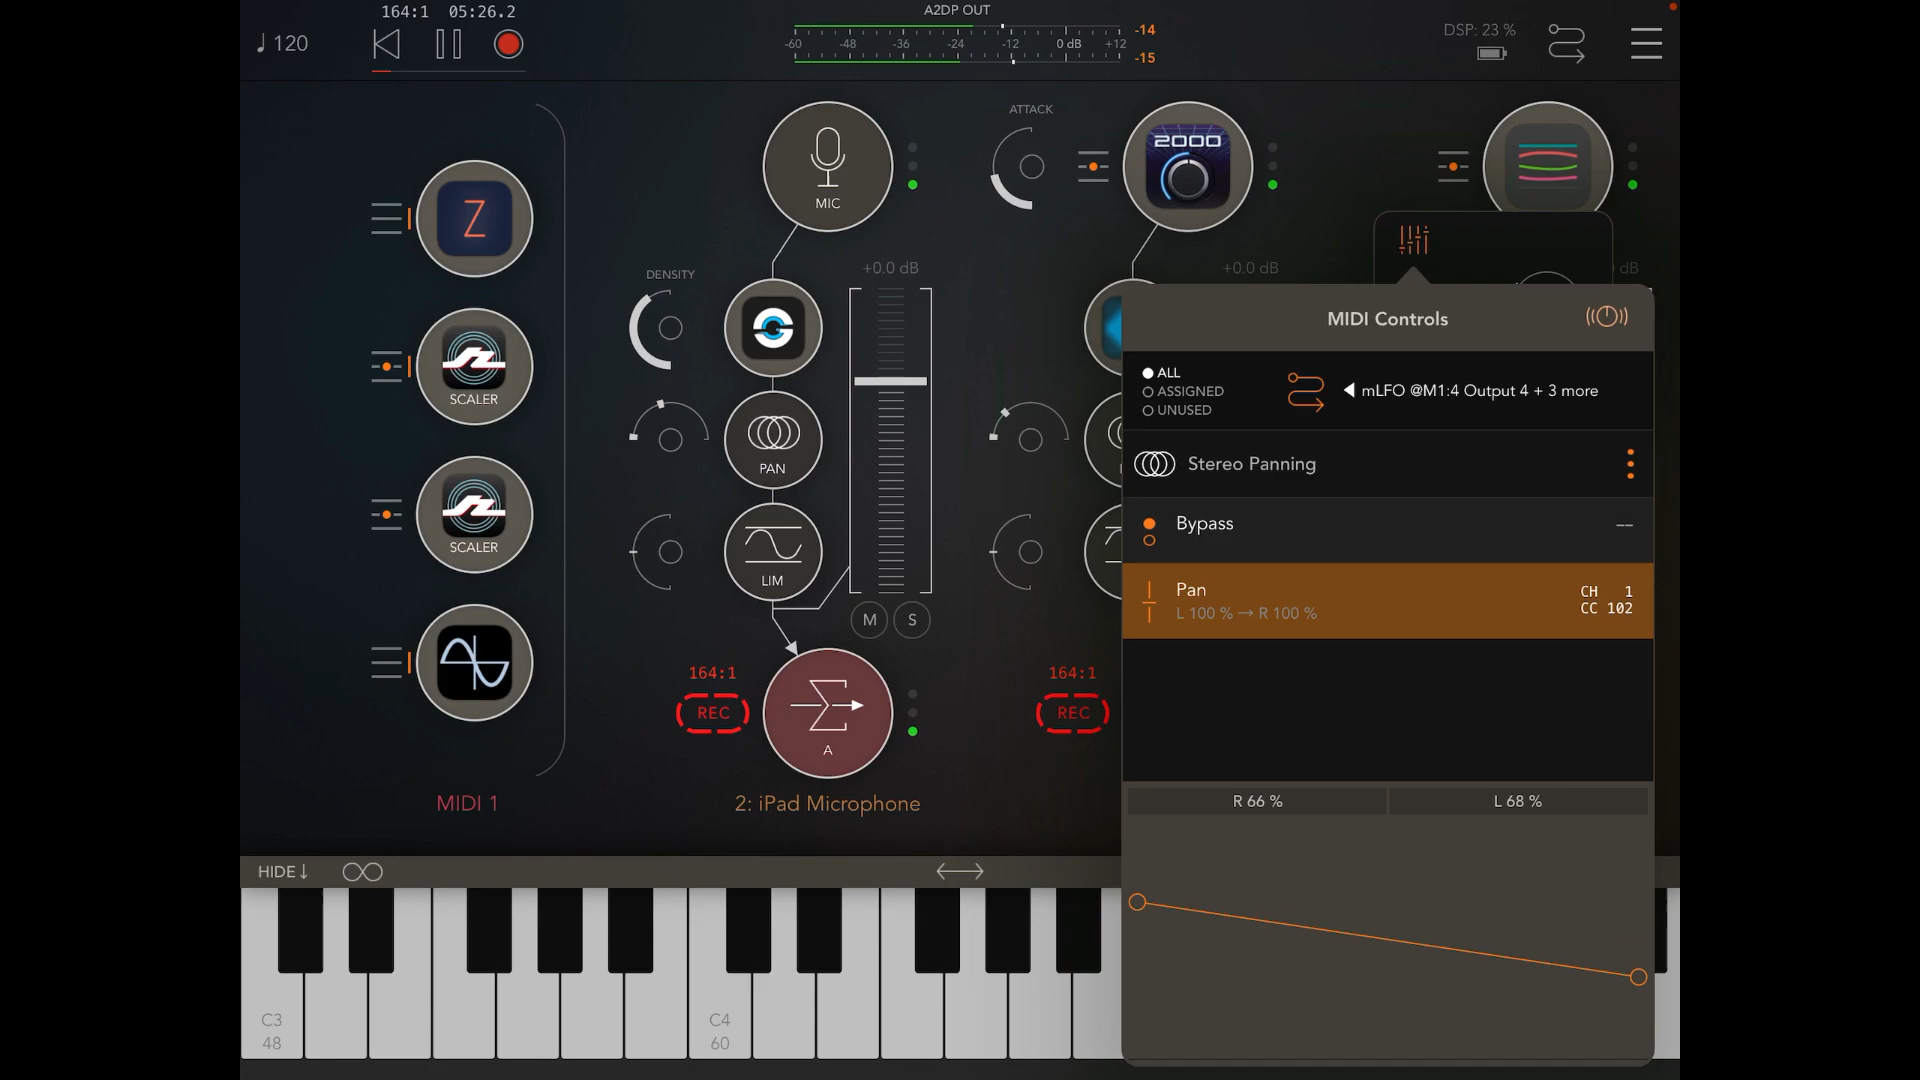 164:1 05:26.2
120
A2DP OUT
-60 -48 -36 -24 -12 0 dB +12
-14
-15
DSP: 23 %
Z
SCALER
SCALER
MIDI 1
MIC
DENSITY
+0.0 dB
PAN
LIM
M S
164:1
REC
A
2: iPad Microphone
ATTACK
2000
+0.0 dB
164:1
REC
dB
MIDI Controls
ALL
ASSIGNED
UNUSED
mLFO @M1:4 Output 4 + 3 more
Stereo Panning
Bypass --
Pan
L 100 % → R 100 %
CH 1
CC 102
R 66 % L 68 %
HIDE↓
C3
48
C4
60